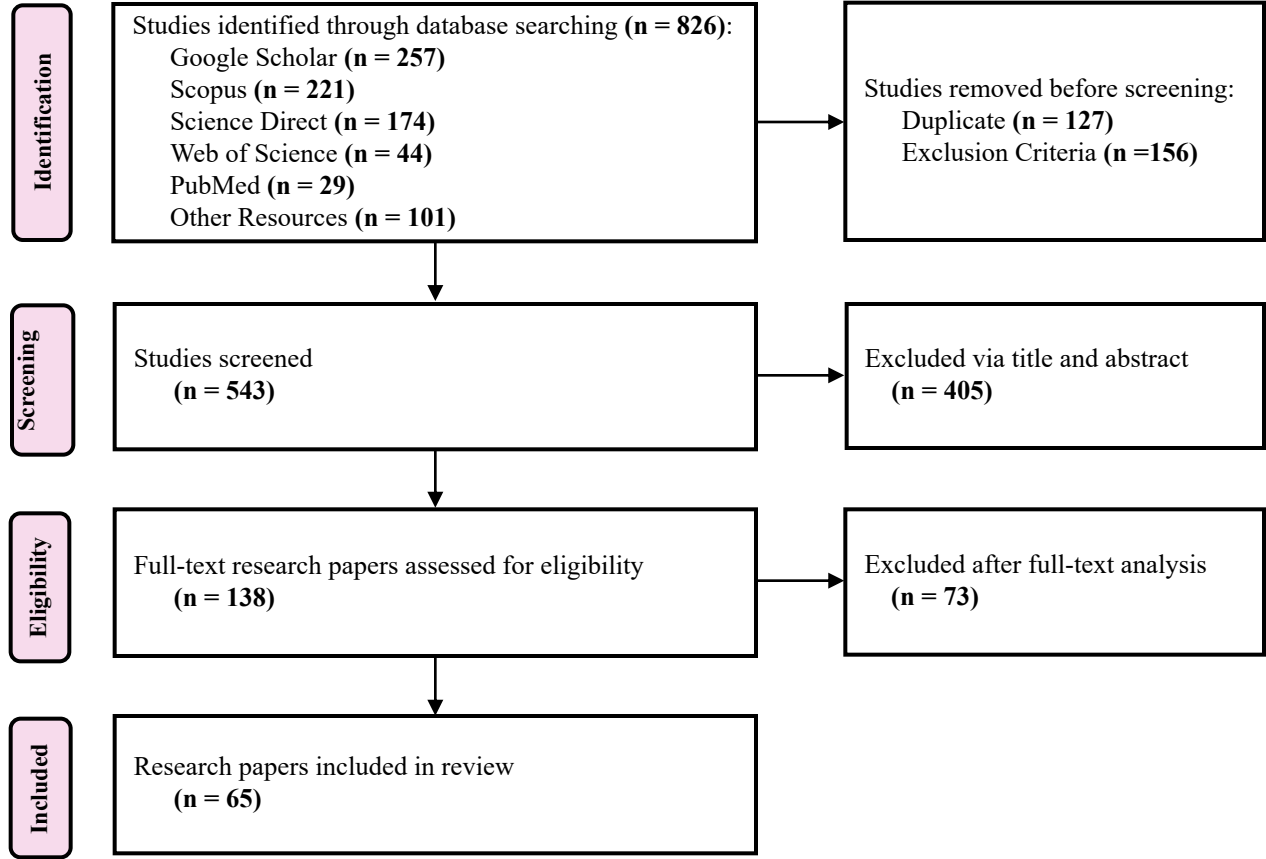 Identification
Studies identified through database searching (n = 826):
Google Scholar (n = 257)
Scopus (n = 221)
Science Direct (n = 174)
Web of Science (n = 44)
PubMed (n = 29)
Other Resources (n = 101)
Studies removed before screening:
Duplicate (n = 127)
Exclusion Criteria (n =156)
Screening
Studies screened
(n = 543)
Excluded via title and abstract
(n = 405)
Eligibility
Full-text research papers assessed for eligibility
(n = 138)
Excluded after full-text analysis
(n = 73)
Included
Research papers included in review
(n = 65)